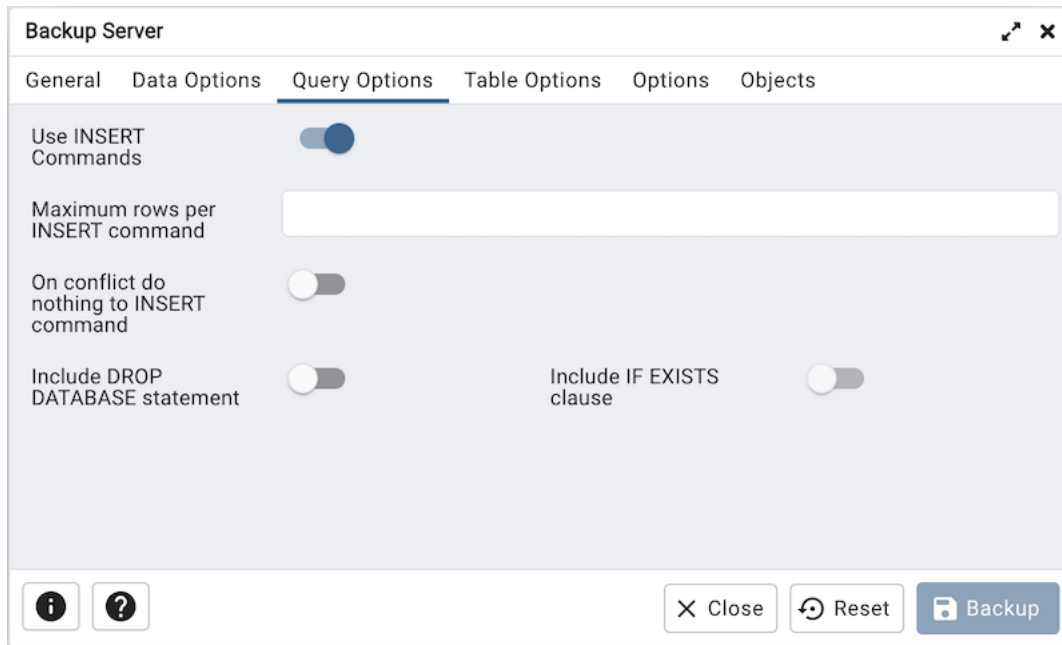 Backup Server
General Data Options Query Options Table Options Options Objects
Use INSERT
Commands
Maximum rows per
INSERT command
On conflict do
nothing to INSERT
command
Include DROP
DATABASE statement
Include IF EXISTS
clause
Close Reset Backup